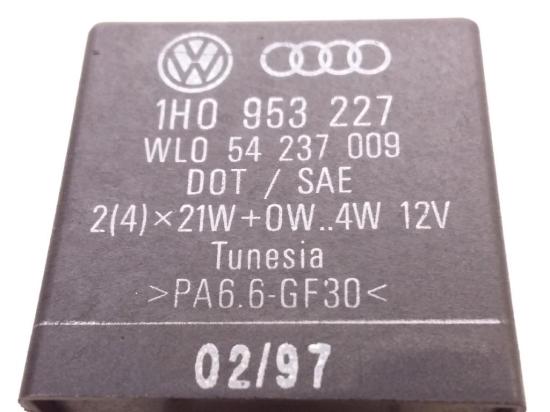 1H0 953 227
WL0 54 237 009
DOT / SAE
2(4)×21W+0W..4W 12V
Tunesia
>PA6.6-GF30<
02/97